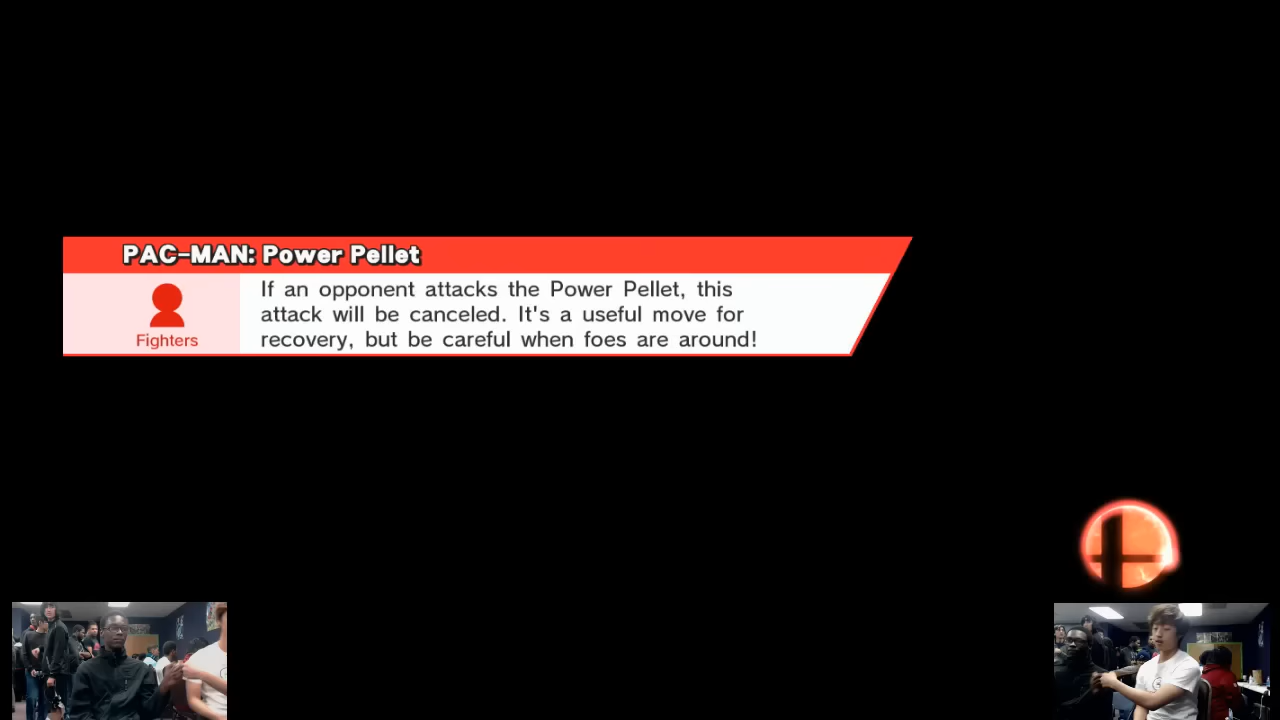 PAC-MAN: Power Pellet
If an opponent attacks the Power Pellet, this
attack will be canceled. It's a useful move for
recovery, but be careful when foes are around!
Fighters